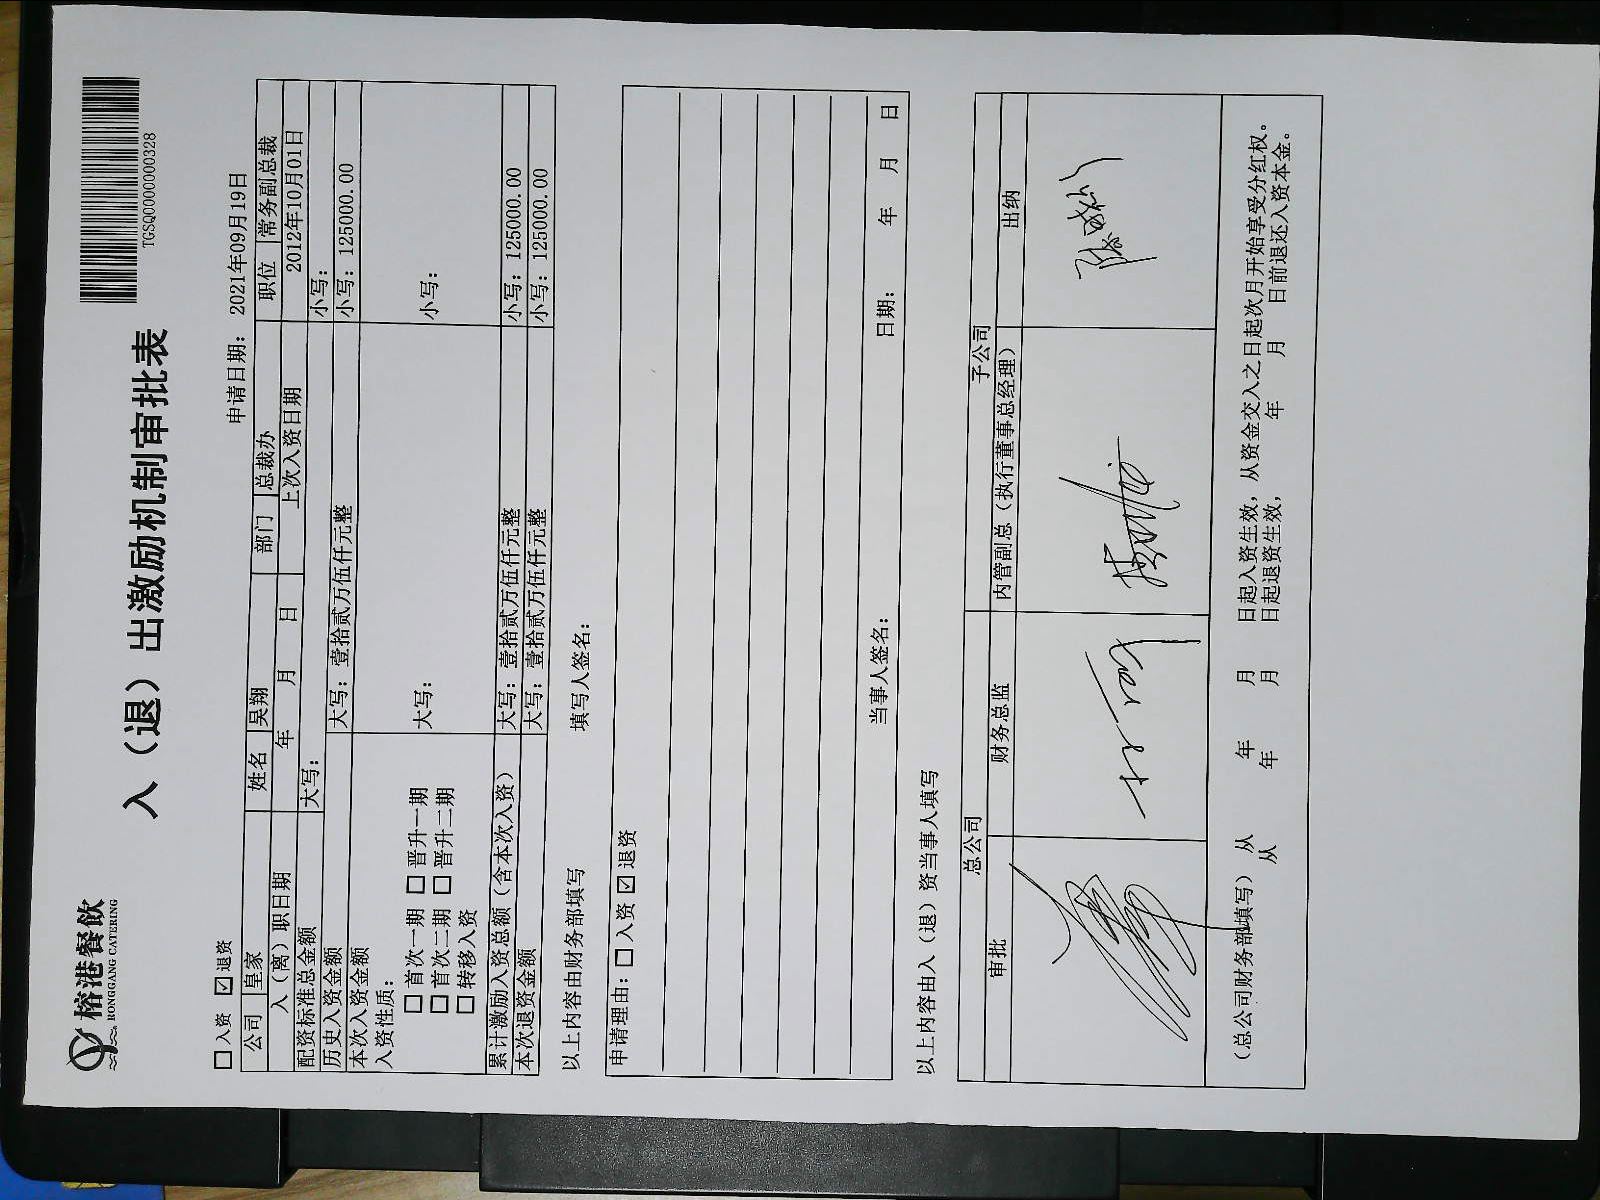 榕港餐飲
RONGGANG CATERING
TGSQ0000000000328
入（退）出激励机制审批表
□ 入资 ☑ 退资
申请日期： 2021年09月19日
公司 皇家 姓名 吴翔 部门 总裁办 职位 常务副总裁
入（离）职日期 年 月 日 上次入资日期 2012年10月01日
配资标准总金额 大写： 小写：
历史入资金额 大写：壹拾贰万伍仟元整 小写：125000.00
本次入资金额
入资性质：
□ 首次一期 □ 晋升一期
□ 首次二期 □ 晋升二期
□ 转移入资
大写： 小写：
累计激励入资总额（含本次入资） 大写：壹拾贰万伍仟元整 小写：125000.00
本次退资金额 大写：壹拾贰万伍仟元整 小写：125000.00
以上内容由财务部填写 填写人签名：
申请理由：□ 入资 ☑ 退资
当事人签名： 日期： 年 月 日
以上内容由入（退）资当事人填写
总公司 子公司
审批 财务总监 内管副总（执行董事总经理） 出纳
（总公司财务部填写）从 年 月 日起入资生效，从资金交入之日起次月开始享受分红权。
从 年 月 日起退资生效， 年 月 日前退还入资本金。